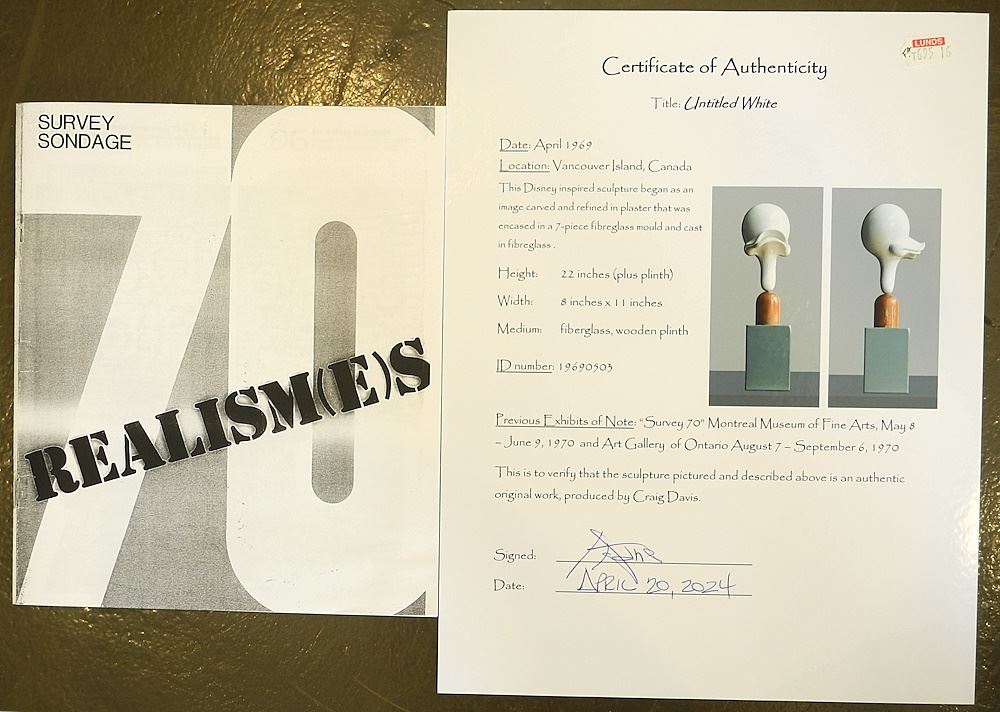 SURVEY
SONDAGE
70
REALISM(E)S
LUNDS
Certificate of Authenticity
Title: Untitled White
Date: April 1969
Location: Vancouver Island, Canada
This Disney inspired sculpture began as an
image carved and refined in plaster that was
encased in a 7-piece fibreglass mould and cast
in fibreglass .
Height: 22 inches (plus plinth)
Width: 8 inches x 11 inches
Medium: fiberglass, wooden plinth
ID number: 19690503
Previous Exhibits of Note: "Survey 70" Montreal Museum of Fine Arts, May 8
– June 9, 1970 and Art Gallery of Ontario August 7 – September 6, 1970
This is to verify that the sculpture pictured and described above is an authentic
original work, produced by Craig Davis.
Signed:
Date: APRIL 20, 2024